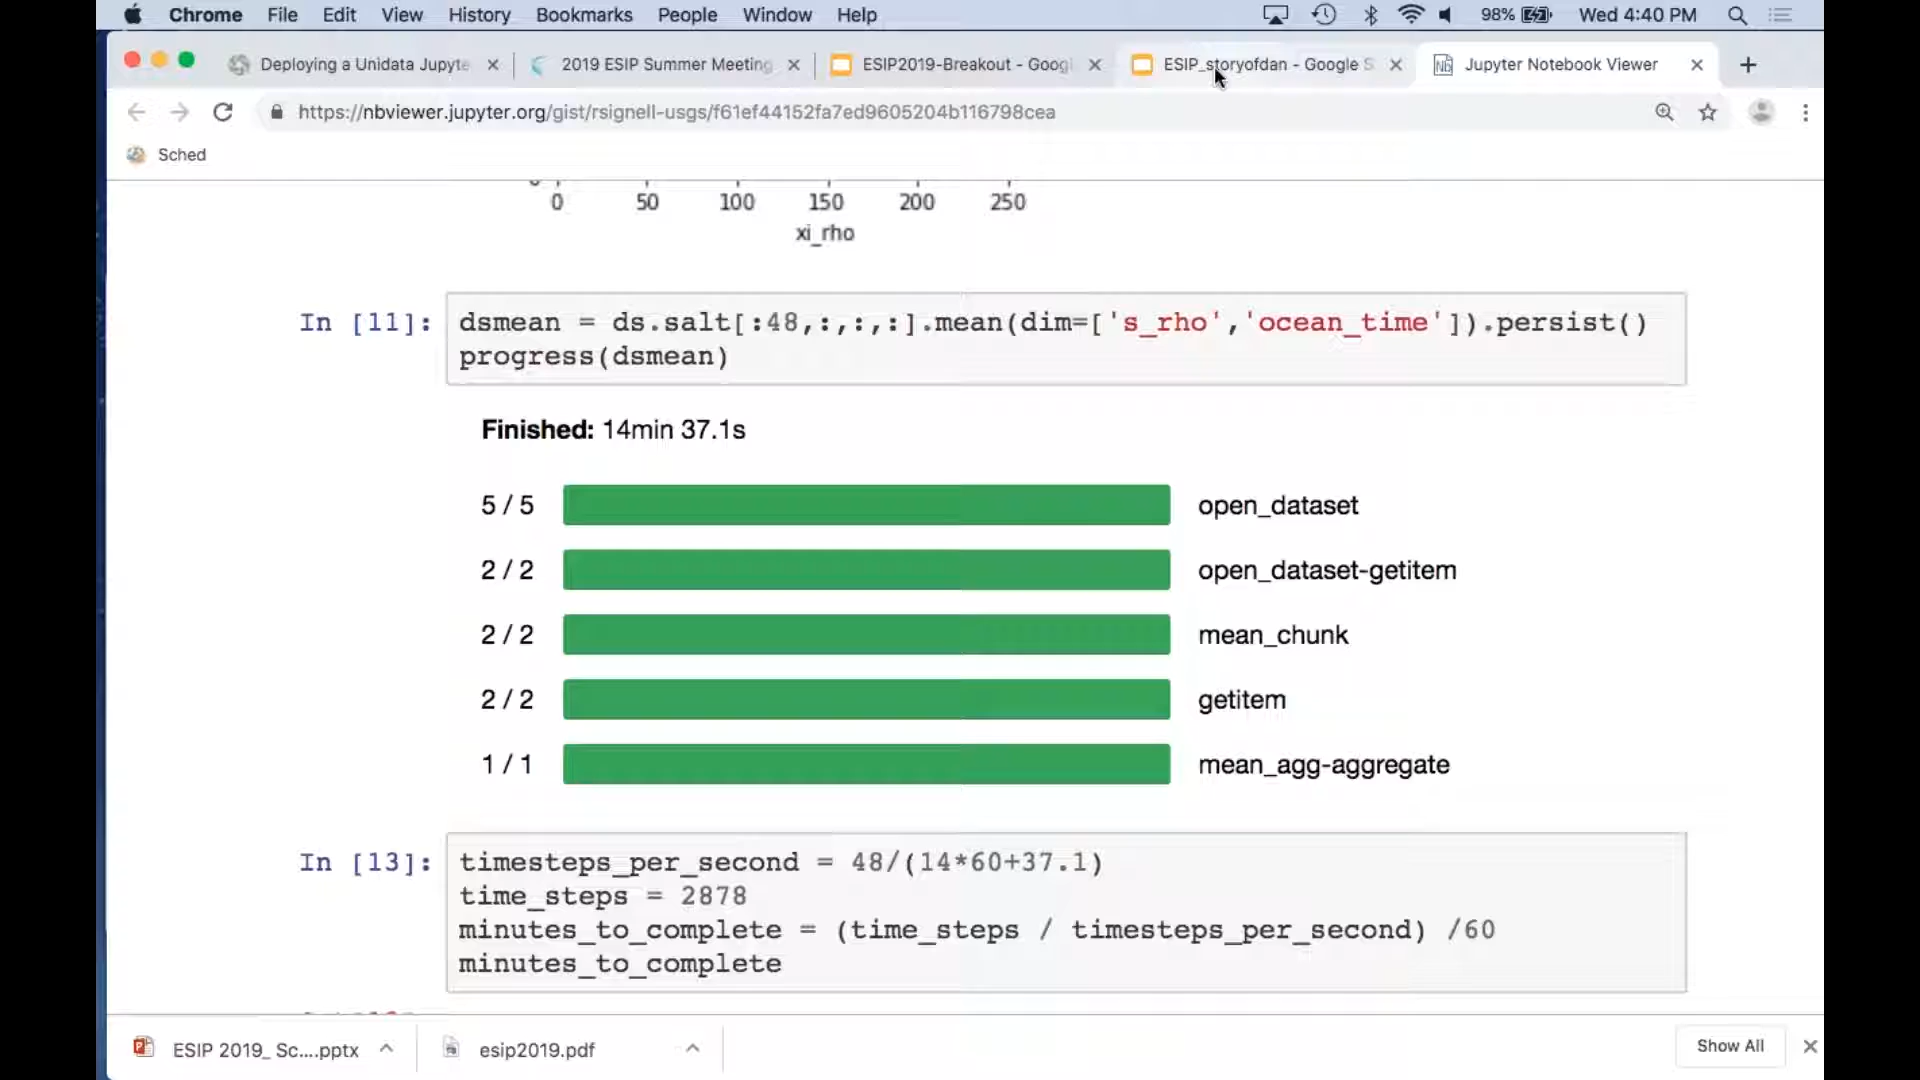 Chrome File Edit View History Bookmarks People Window Help 98% Wed 4:40 PM
Deploying a Unidata Jupyte 2019 ESIP Summer Meeting ESIP2019-Breakout - Googl ESIP_storyofdan - Google S Jupyter Notebook Viewer
https://nbviewer.jupyter.org/gist/rsignell-usgs/f61ef44152fa7ed9605204b116798cea
Sched
0 50 100 150 200 250
xi_rho
In [11]: dsmean = ds.salt[:48,:,:,:].mean(dim=['s_rho','ocean_time']).persist()
progress(dsmean)
Finished: 14min 37.1s
5 / 5 open_dataset
2 / 2 open_dataset-getitem
2 / 2 mean_chunk
2 / 2 getitem
1 / 1 mean_agg-aggregate
In [13]: timesteps_per_second = 48/(14*60+37.1)
time_steps = 2878
minutes_to_complete = (time_steps / timesteps_per_second) /60
minutes_to_complete
ESIP 2019_ Sc....pptx esip2019.pdf Show All